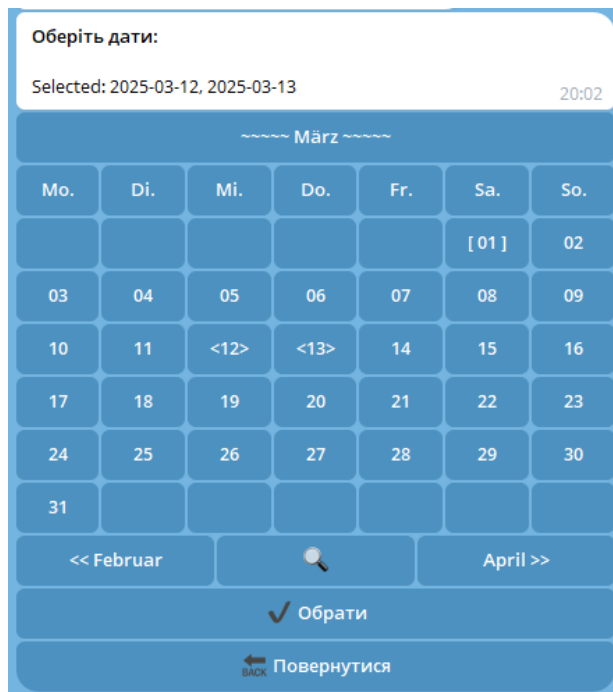 Оберіть дати:
Selected: 2025-03-12, 2025-03-13
20:02
~~~~~ März ~~~~~
Mo. Di. Mi. Do. Fr. Sa. So.
[ 01 ] 02
03 04 05 06 07 08 09
10 11 <12> <13> 14 15 16
17 18 19 20 21 22 23
24 25 26 27 28 29 30
31
<< Februar April >>
Обрати
BACK Повернутися